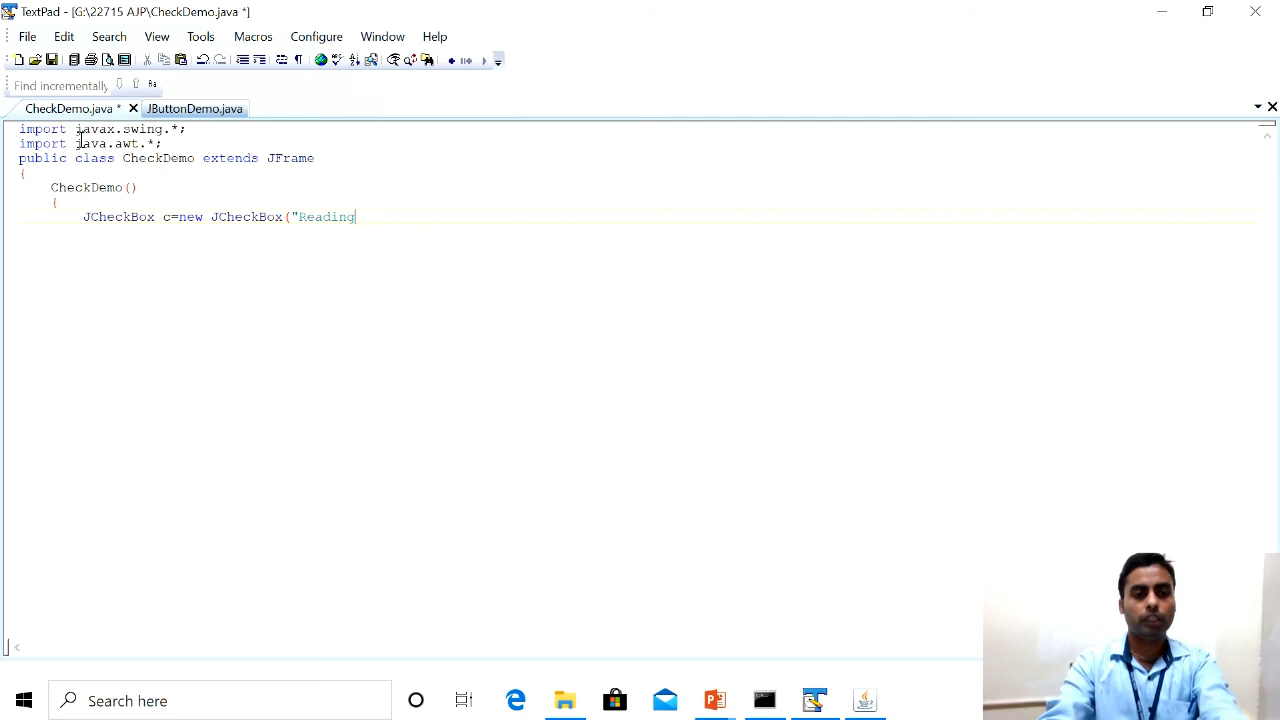 TextPad - [G:\22715 AJP\CheckDemo.java *]
File Edit Search View Tools Macros Configure Window Help
Find incrementally
CheckDemo.java * JButtonDemo.java
import javax.swing.*;
import java.awt.*;
public class CheckDemo extends JFrame
{
CheckDemo()
{
JCheckBox c=new JCheckBox("Reading
Search here